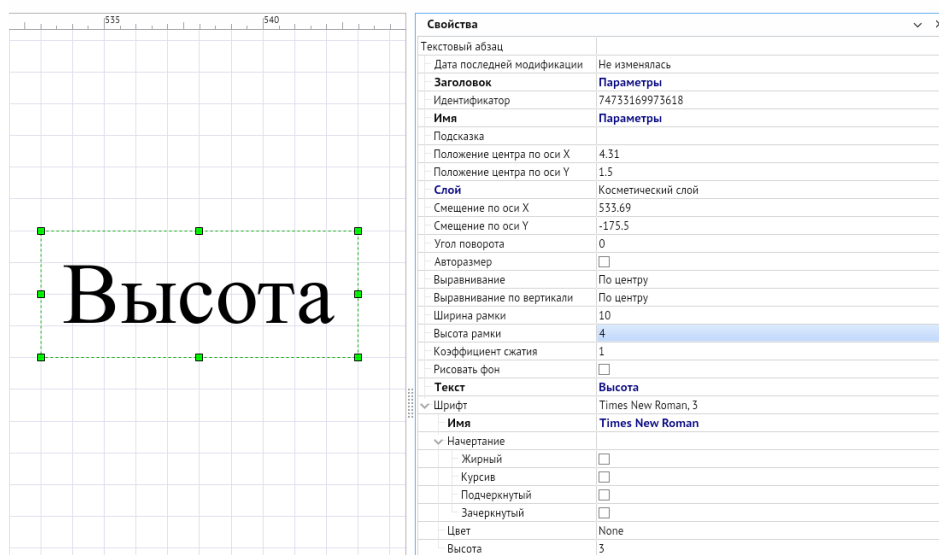 535 540
Высота
Свойства
Текстовый абзац
Дата последней модификации Не изменялась
Заголовок Параметры
Идентификатор 74733169973618
Имя Параметры
Подсказка
Положение центра по оси X 4.31
Положение центра по оси Y 1.5
Слой Косметический слой
Смещение по оси X 533.69
Смещение по оси Y -175.5
Угол поворота 0
Авторазмер
Выравнивание По центру
Выравнивание по вертикали По центру
Ширина рамки 10
Высота рамки 4
Коэффициент сжатия 1
Рисовать фон
Текст Высота
Шрифт Times New Roman, 3
Имя Times New Roman
Начертание
Жирный
Курсив
Подчеркнутый
Зачеркнутый
Цвет None
Высота 3